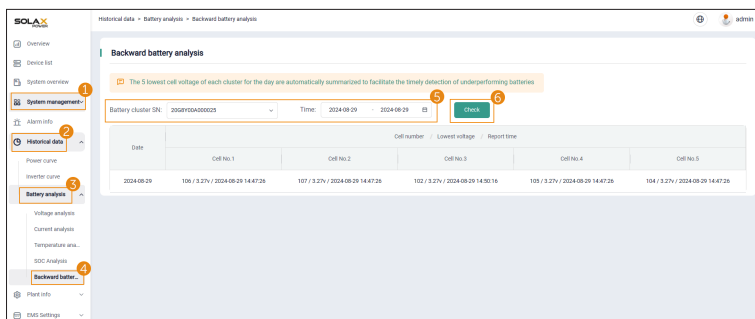 SOLAX
POWER
Historical data > Battery analysis > Backward battery analysis
admin
Overview
Device list
System overview
1
System management
Alarm info
2
Historical data
Power curve
Inverter curve
3
Battery analysis
Voltage analysis
Current analysis
Temperature ana...
SOC Analysis
4
Backward batter...
Plant info
EMS Settings
Backward battery analysis
The 5 lowest cell voltage of each cluster for the day are automatically summarized to facilitate the timely detection of underperforming batteries
5
6
Battery cluster SN: 20G8Y00A000025 Time: 2024-08-29 - 2024-08-29 Check
Date Cell number / Lowest voltage / Report time
Cell No.1 Cell No.2 Cell No.3 Cell No.4 Cell No.5
2024-08-29 106 / 3.27v / 2024-08-29 14:47:26 107 / 3.27v / 2024-08-29 14:47:26 102 / 3.27v / 2024-08-29 14:50:16 105 / 3.27v / 2024-08-29 14:47:26 104 / 3.27v / 2024-08-29 14:47:26